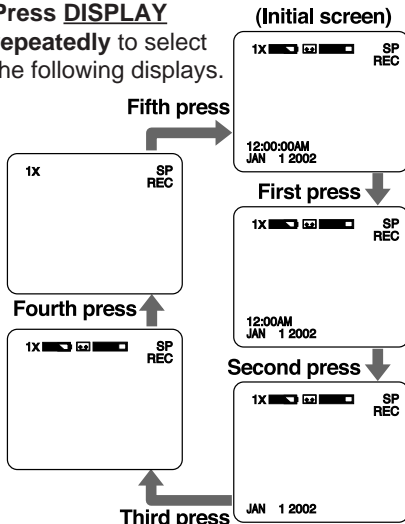 Press DISPLAY
repeatedly to select
the following displays.
(Initial screen)
1X SP
REC
12:00:00AM
JAN 1 2002
Fifth press
First press
1X SP
REC
12:00AM
JAN 1 2002
Second press
1X SP
REC
JAN 1 2002
Third press
1X SP
REC
Fourth press
1X SP
REC